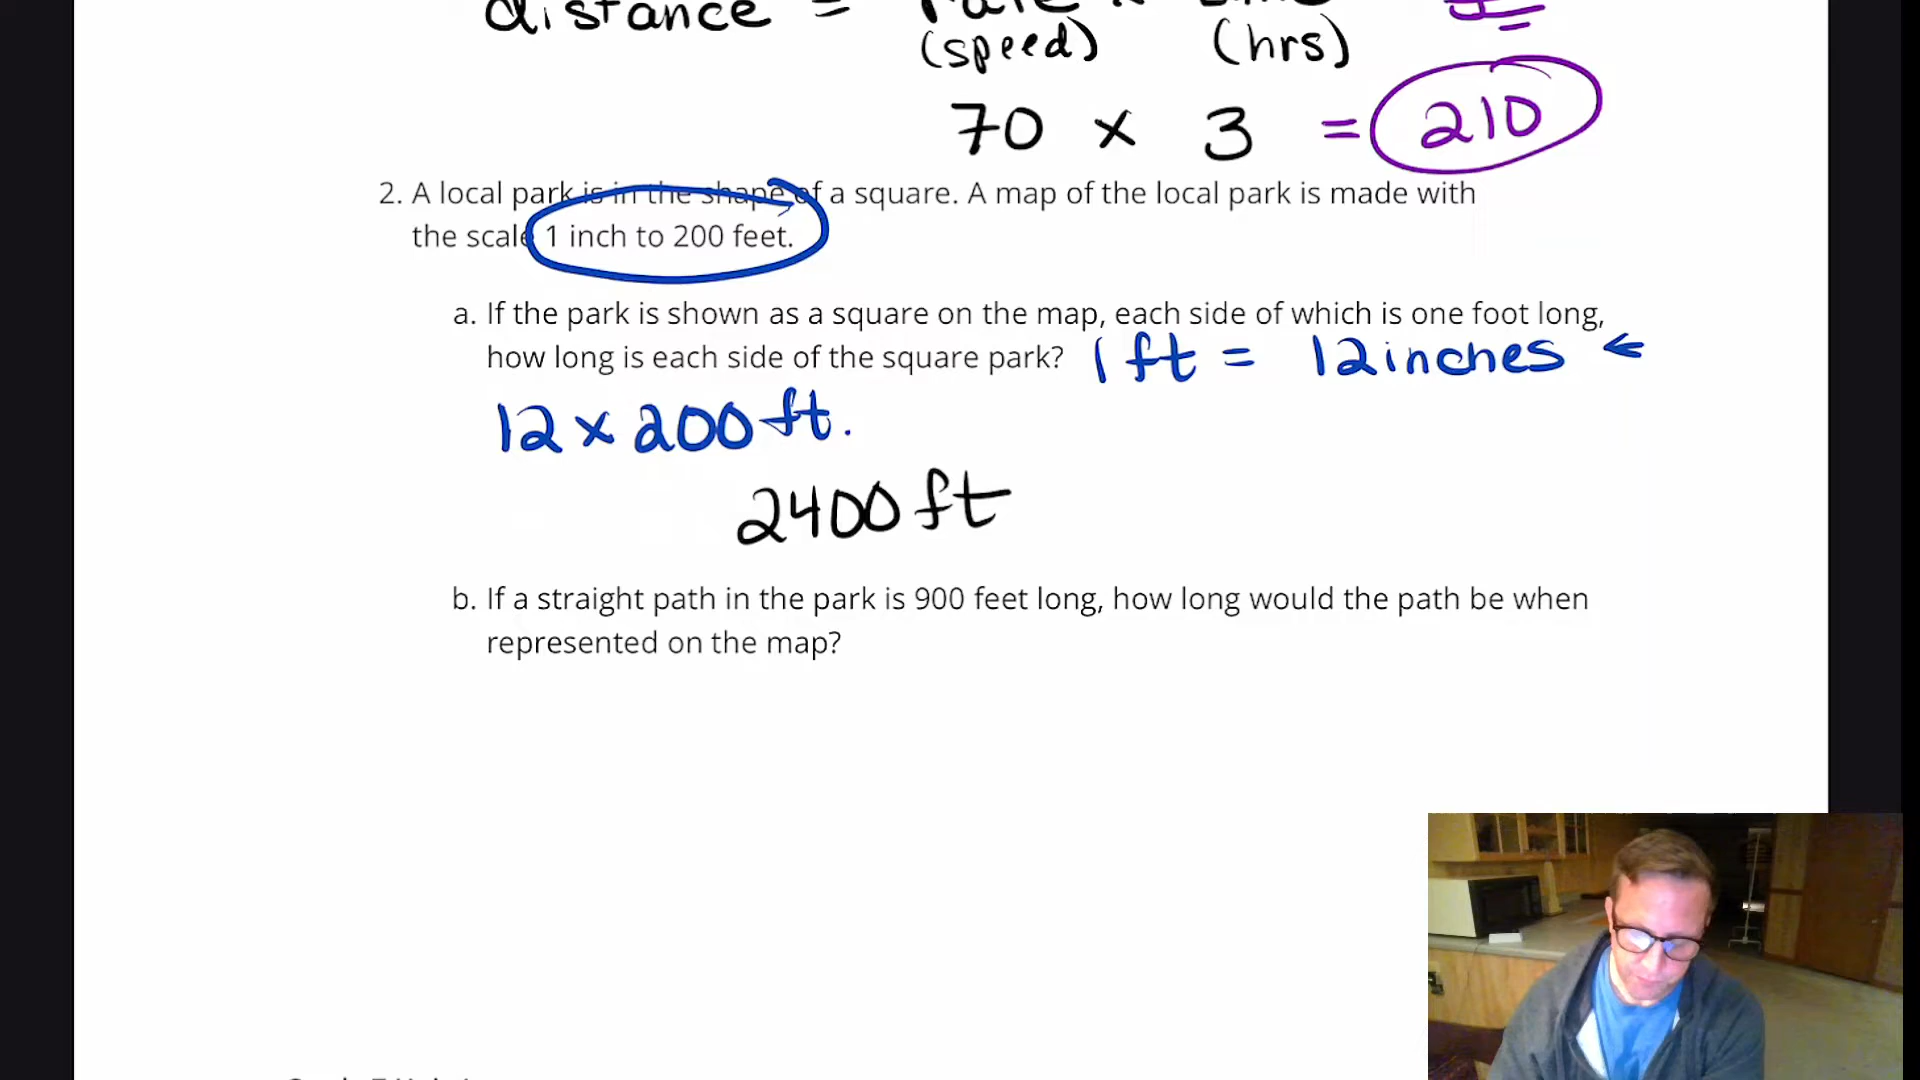 distance = rate × time
(speed) (hrs)
70 × 3 = 210
2. A local park is in the shape of a square. A map of the local park is made with
the scale 1 inch to 200 feet.
a. If the park is shown as a square on the map, each side of which is one foot long,
how long is each side of the square park? 1 ft = 12 inches ←
12 × 200 ft.
2400 ft
b. If a straight path in the park is 900 feet long, how long would the path be when
represented on the map?